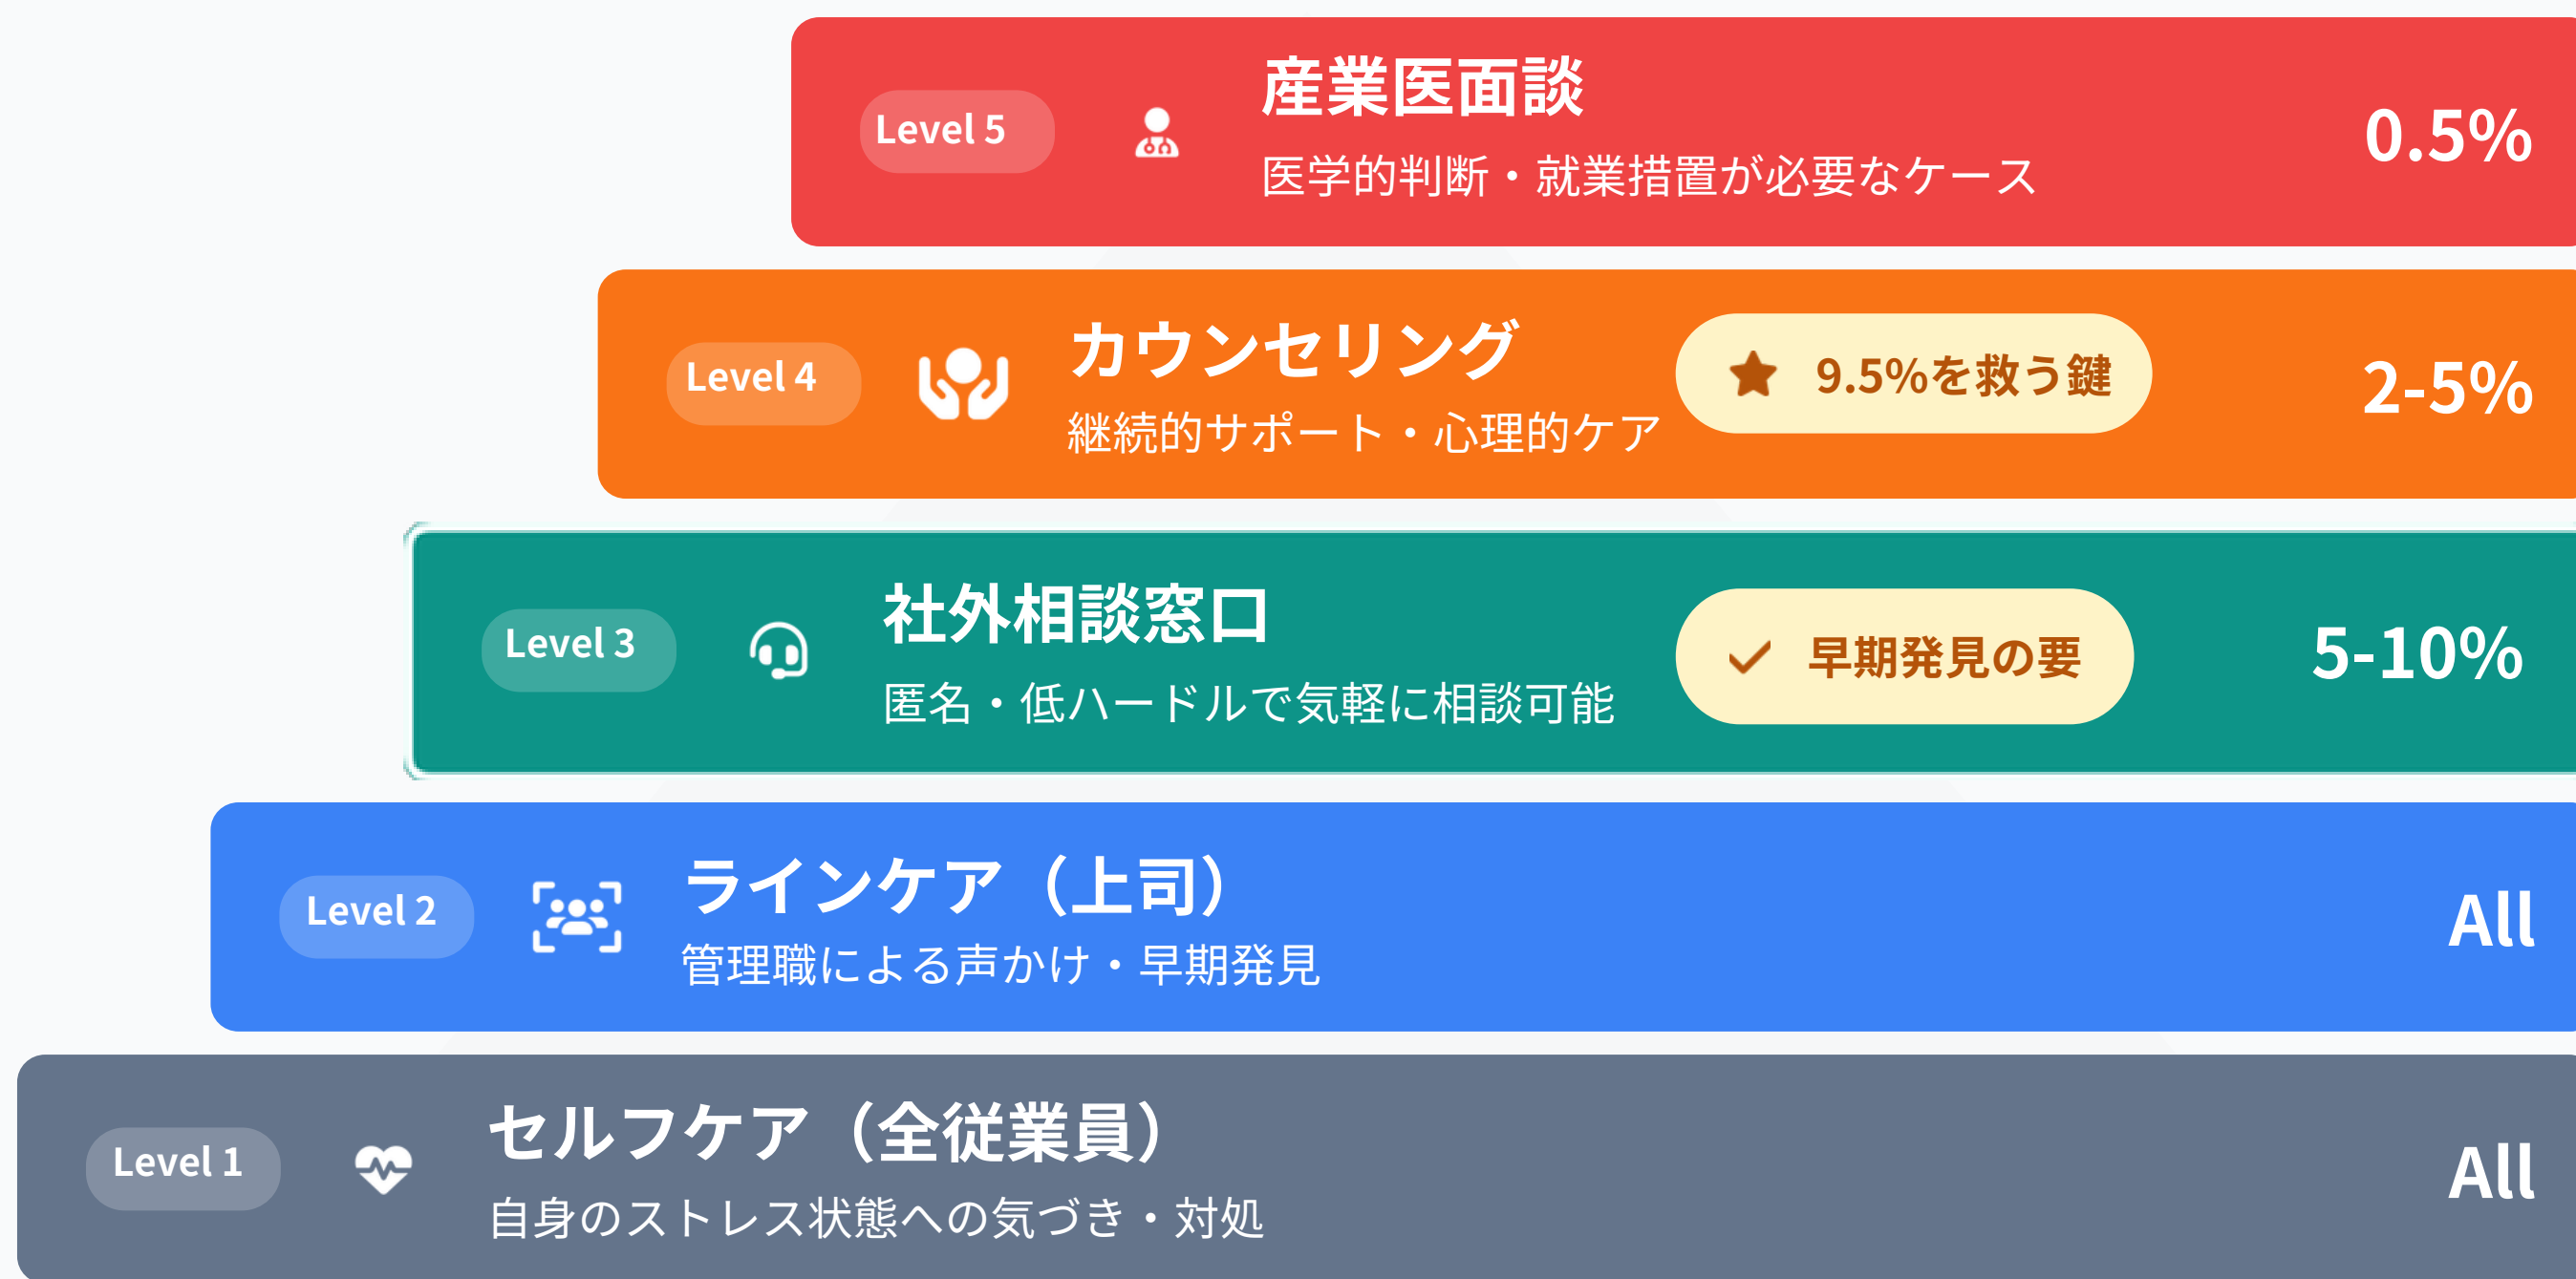 Level 5
産業医面談
医学的判断・就業措置が必要なケース
0.5%
Level 4
カウンセリング
継続的サポート・心理的ケア
9.5%を救う鍵
2-5%
Level 3
社外相談窓口
匿名・低ハードルで気軽に相談可能
早期発見の要
5-10%
Level 2
ラインケア（上司）
管理職による声かけ・早期発見
All
Level 1
セルフケア（全従業員）
自身のストレス状態への気づき・対処
All